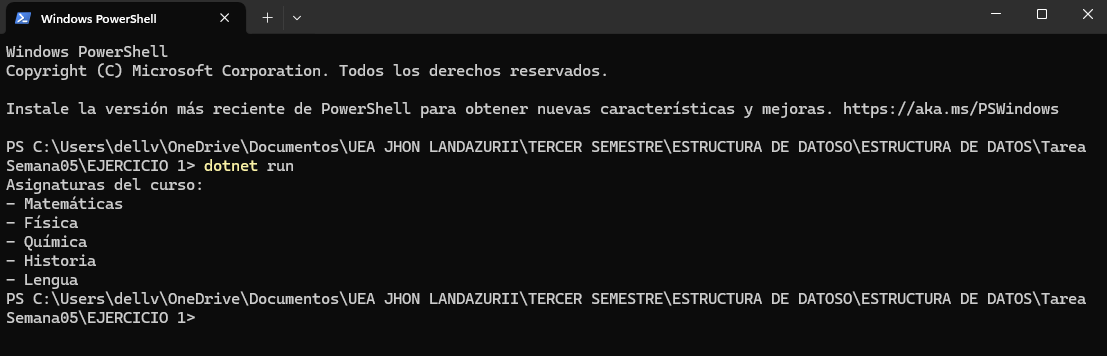 Windows PowerShell
Windows PowerShell
Copyright (C) Microsoft Corporation. Todos los derechos reservados.
Instale la versión más reciente de PowerShell para obtener nuevas características y mejoras. https://aka.ms/PSWindows
PS C:\Users\dellv\OneDrive\Documentos\UEA JHON LANDAZURII\TERCER SEMESTRE\ESTRUCTURA DE DATOSO\ESTRUCTURA DE DATOS\Tarea
Semana05\EJERCICIO 1> dotnet run
Asignaturas del curso:
- Matemáticas
- Física
- Química
- Historia
- Lengua
PS C:\Users\dellv\OneDrive\Documentos\UEA JHON LANDAZURII\TERCER SEMESTRE\ESTRUCTURA DE DATOSO\ESTRUCTURA DE DATOS\Tarea
Semana05\EJERCICIO 1>